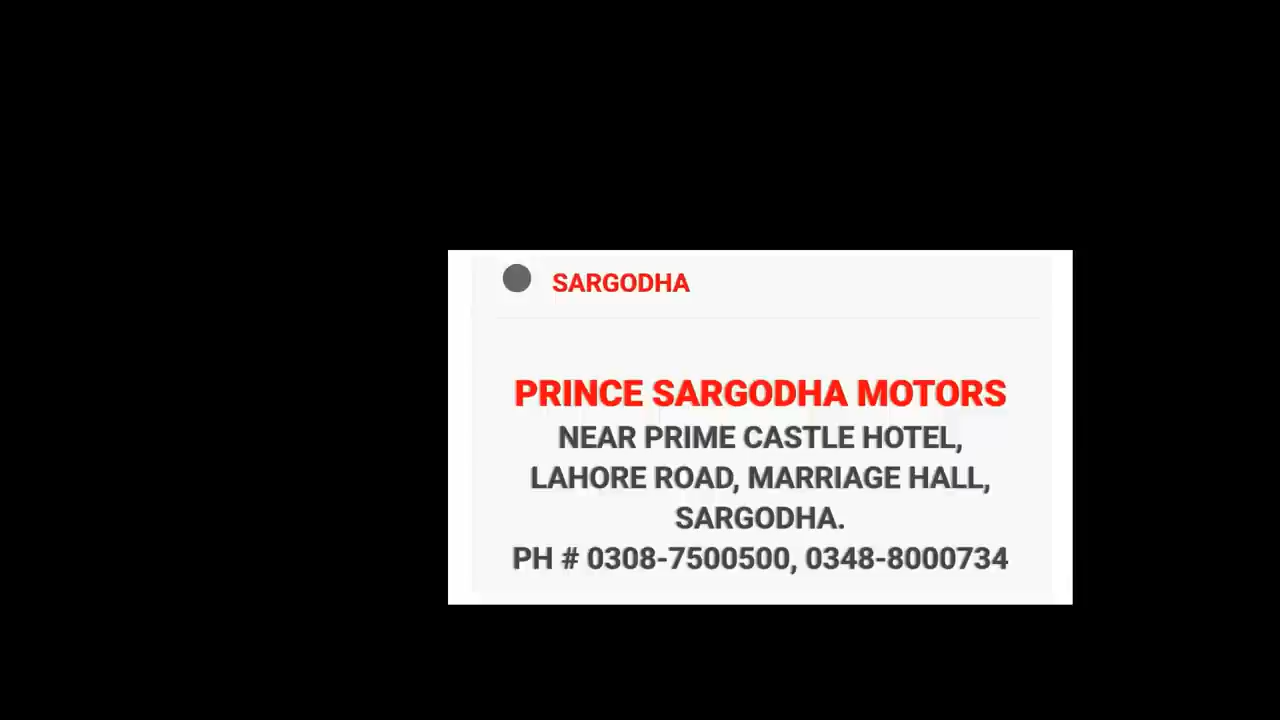 SARGODHA
PRINCE SARGODHA MOTORS
NEAR PRIME CASTLE HOTEL,
LAHORE ROAD, MARRIAGE HALL,
SARGODHA.
PH # 0308-7500500, 0348-8000734